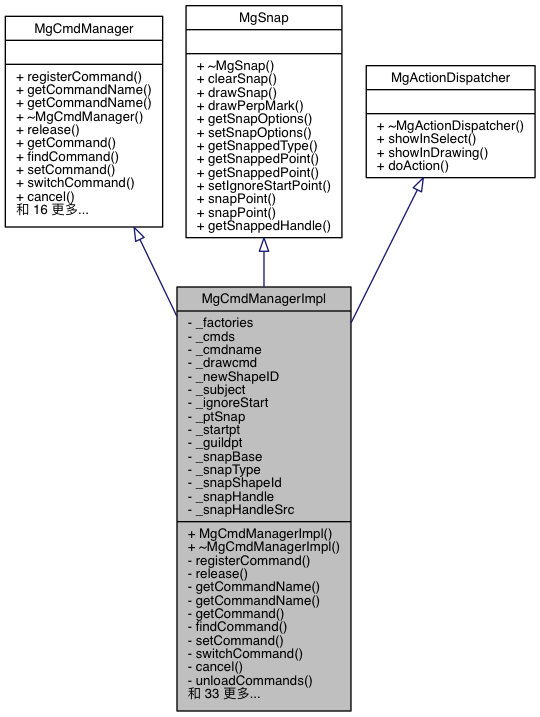 MgCmdManager
+ registerCommand()
+ getCommandName()
+ getCommandName()
+ ~MgCmdManager()
+ release()
+ getCommand()
+ findCommand()
+ setCommand()
+ switchCommand()
+ cancel()
和 16 更多...
MgSnap
+ ~MgSnap()
+ clearSnap()
+ drawSnap()
+ drawPerpMark()
+ getSnapOptions()
+ setSnapOptions()
+ getSnappedType()
+ getSnappedPoint()
+ getSnappedPoint()
+ setIgnoreStartPoint()
+ snapPoint()
+ snapPoint()
+ getSnappedHandle()
MgActionDispatcher
+ ~MgActionDispatcher()
+ showInSelect()
+ showInDrawing()
+ doAction()
MgCmdManagerImpl
- _factories
- _cmds
- _cmdname
- _drawcmd
- _newShapeID
- _subject
- _ignoreStart
- _ptSnap
- _startpt
- _guildpt
- _snapBase
- _snapType
- _snapShapeId
- _snapHandle
- _snapHandleSrc
+ MgCmdManagerImpl()
+ ~MgCmdManagerImpl()
- registerCommand()
- release()
- getCommandName()
- getCommandName()
- getCommand()
- findCommand()
- setCommand()
- switchCommand()
- cancel()
- unloadCommands()
和 33 更多...